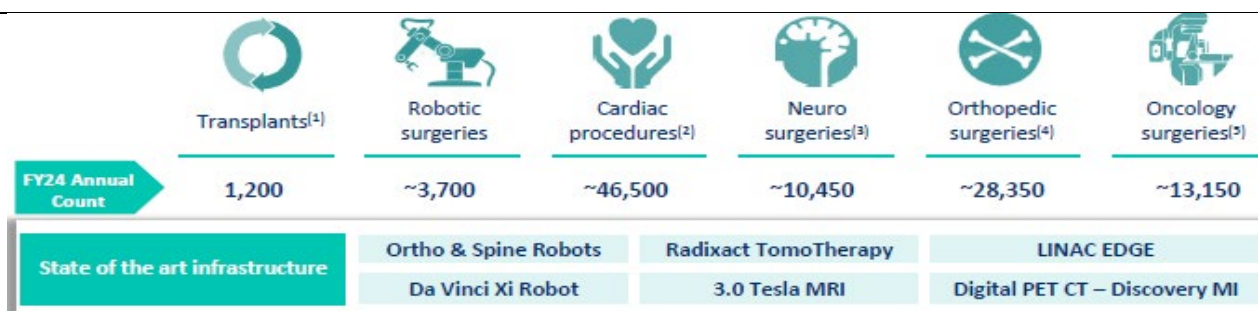 Transplants(1)
Robotic
surgeries
Cardiac
procedures(2)
Neuro
surgeries(3)
Orthopedic
surgeries(4)
Oncology
surgeries(5)
FY24 Annual
Count
1,200
~3,700
~46,500
~10,450
~28,350
~13,150
State of the art infrastructure
Ortho & Spine Robots
Radixact TomoTherapy
LINAC EDGE
Da Vinci Xi Robot
3.0 Tesla MRI
Digital PET CT – Discovery MI